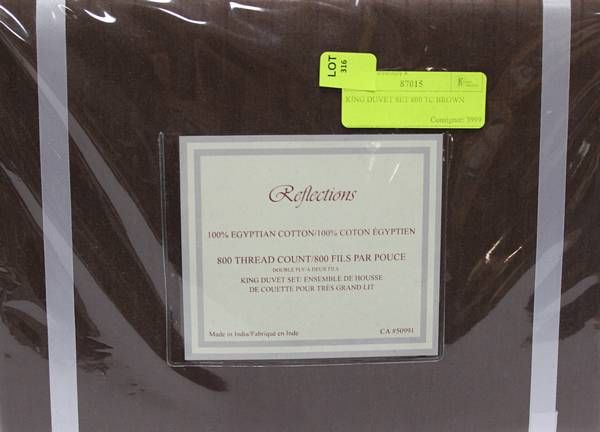 LOT
316
87015
KING DUVET SET 800 TC BROWN
Consignor: 3999
Reflections
100% EGYPTIAN COTTON/100% COTON ÉGYPTIEN
800 THREAD COUNT/800 FILS PAR POUCE
DOUBLE PLY/À DEUX FILS
KING DUVET SET/ ENSEMBLE DE HOUSSE
DE COUETTE POUR TRÈS GRAND LIT
Made in India/Fabriqué en Inde
CA #50991